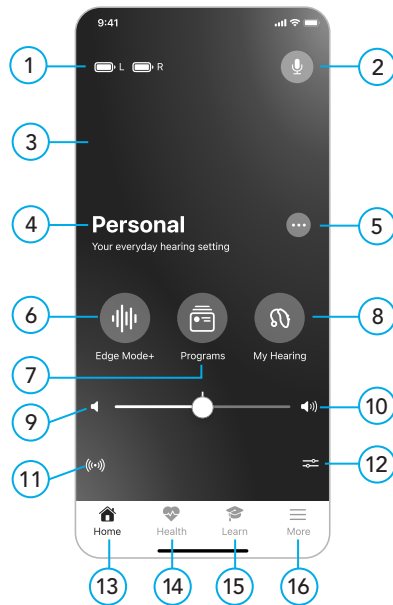 9:41
1
L R
2
3
4
Personal
5
Your everyday hearing setting
6
Edge Mode+ Programs My Hearing
8
7
9
10
11
12
Home Health Learn More
13 14 15 16